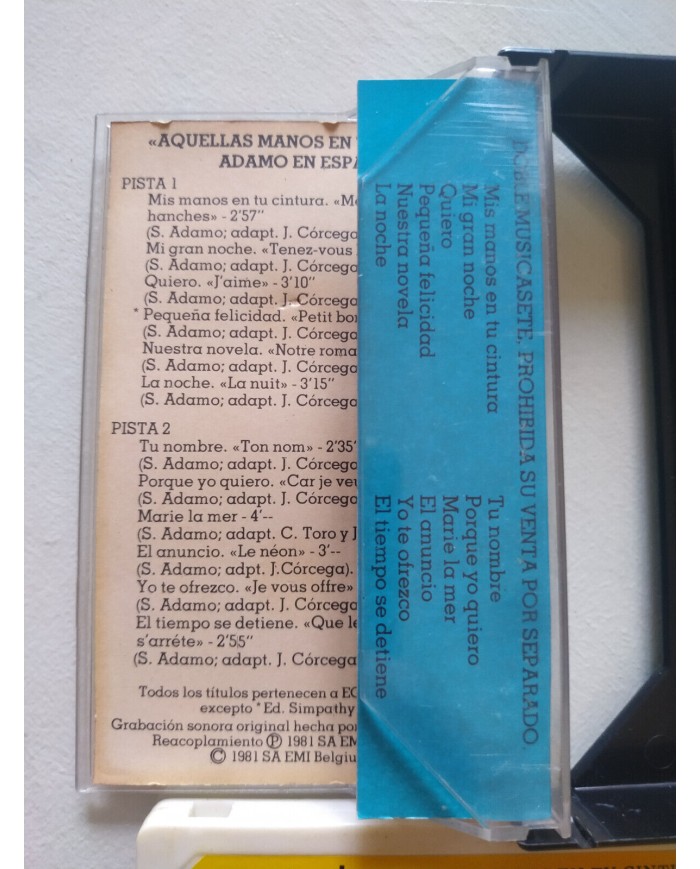 «AQUELLAS MANOS EN
ADAMO EN ESPA
PISTA 1
Mis manos en tu cintura. «Me
hanches» - 2'57"
(S. Adamo; adapt. J. Córcega
Mi gran noche. «Tenez-vous
(S. Adamo; adapt. J. Córcega
Quiero. «J'aime» - 3'10"
(S. Adamo; adapt. J. Córcega
* Pequeña felicidad. «Petit bon
(S. Adamo; adapt. J. Córcega
Nuestra novela. «Notre roma
(S. Adamo; adapt. J. Córcega
La noche. «La nuit» - 3'15"
(S. Adamo; adapt. J. Córcega
PISTA 2
Tu nombre. «Ton nom» - 2'35"
(S. Adamo; adapt. J. Córcega
Porque yo quiero. «Car je veu
(S. Adamo; adapt. J. Córcega
Marie la mer - 4'--
(S. Adamo; adapt. C. Toro y J
El anuncio. «Le néon» - 3'--
(S. Adamo; adapt. J.Córcega).
Yo te ofrezco. «Je vous offre»
(S. Adamo; adapt. J. Córcega
El tiempo se detiene. «Que le
s'arréte» - 2'55"
(S. Adamo; adapt. J. Córcega
Todos los títulos pertenecen a
excepto *Ed. Simpathy
Grabación sonora original hecha por
Reacoplamiento Ⓟ 1981 SA EMI
© 1981 SA EMI Belgiu
DOBLE MUSICASETE, PROHIBIDA SU VENTA POR SEPARADO.
Mis manos en tu cintura
Mi gran noche
Quiero
Pequeña felicidad
Nuestra novela
La noche
Tu nombre
Porque yo quiero
Marie la mer
El anuncio
Yo te ofrezco
El tiempo se detiene